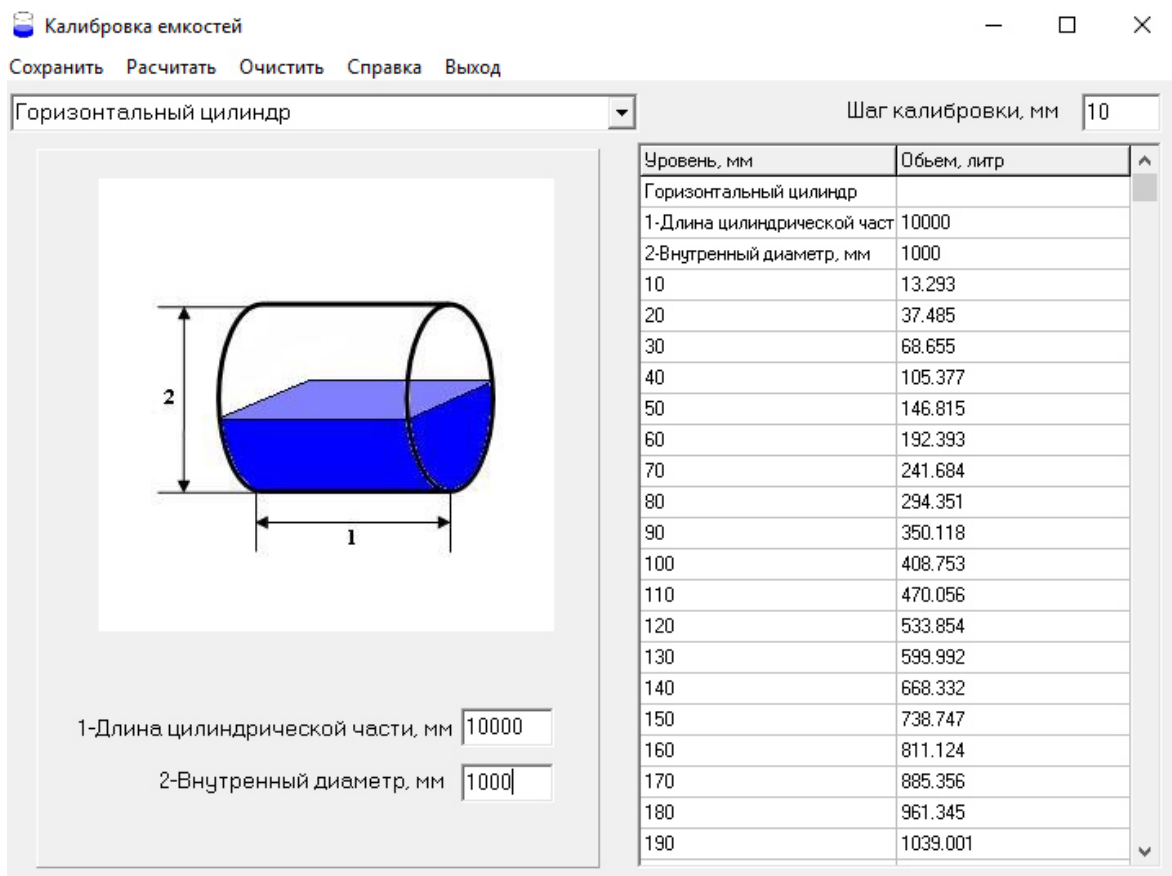 Калибровка емкостей
Сохранить Расчитать Очистить Справка Выход
Горизонтальный цилиндр
Шаг калибровки, мм 10
Уровень, мм Обьем, литр
Горизонтальный цилиндр
1-Длина цилиндрической част 10000
2-Внутренный диаметр, мм 1000
10 13.293
20 37.485
30 68.655
40 105.377
50 146.815
60 192.393
70 241.684
80 294.351
90 350.118
100 408.753
110 470.056
120 533.854
130 599.992
140 668.332
150 738.747
160 811.124
170 885.356
180 961.345
190 1039.001
2
1
1-Длина цилиндрической части, мм 10000
2-Внутренный диаметр, мм 1000